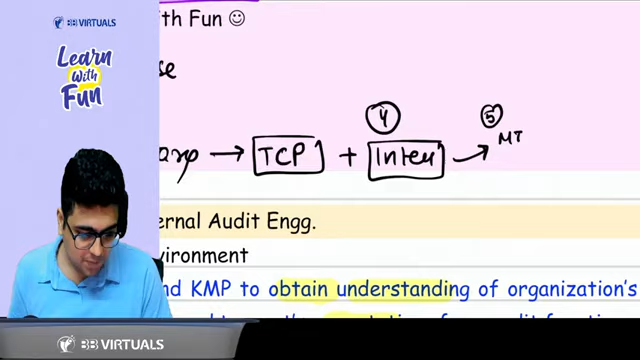 BB VIRTUALS
ith Fun ☺
Learn
With
Fun
se
4
5
→ TCP + Inter → MT
ernal Audit Engg.
vironment
nd KMP to obtain understanding of organization's
BB VIRTUALS